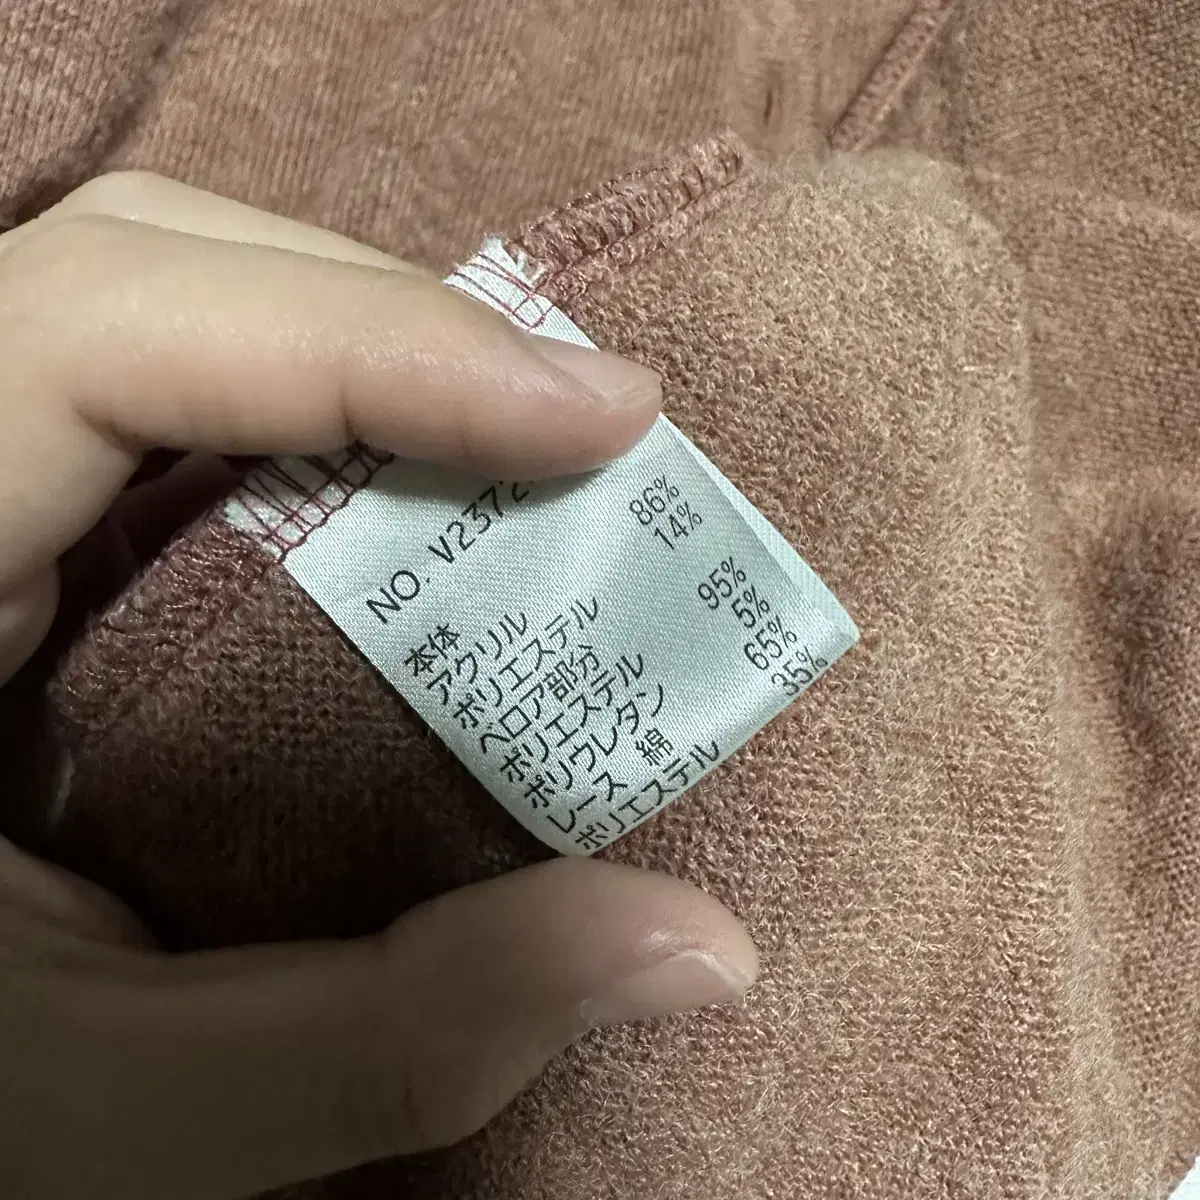 NO. V2372
本体
アクリル 86%
ポリエステル 14%
ベロア部分
ポリエステル 95%
ポリウレタン 5%
レース 綿 65%
ポリエステル 35%